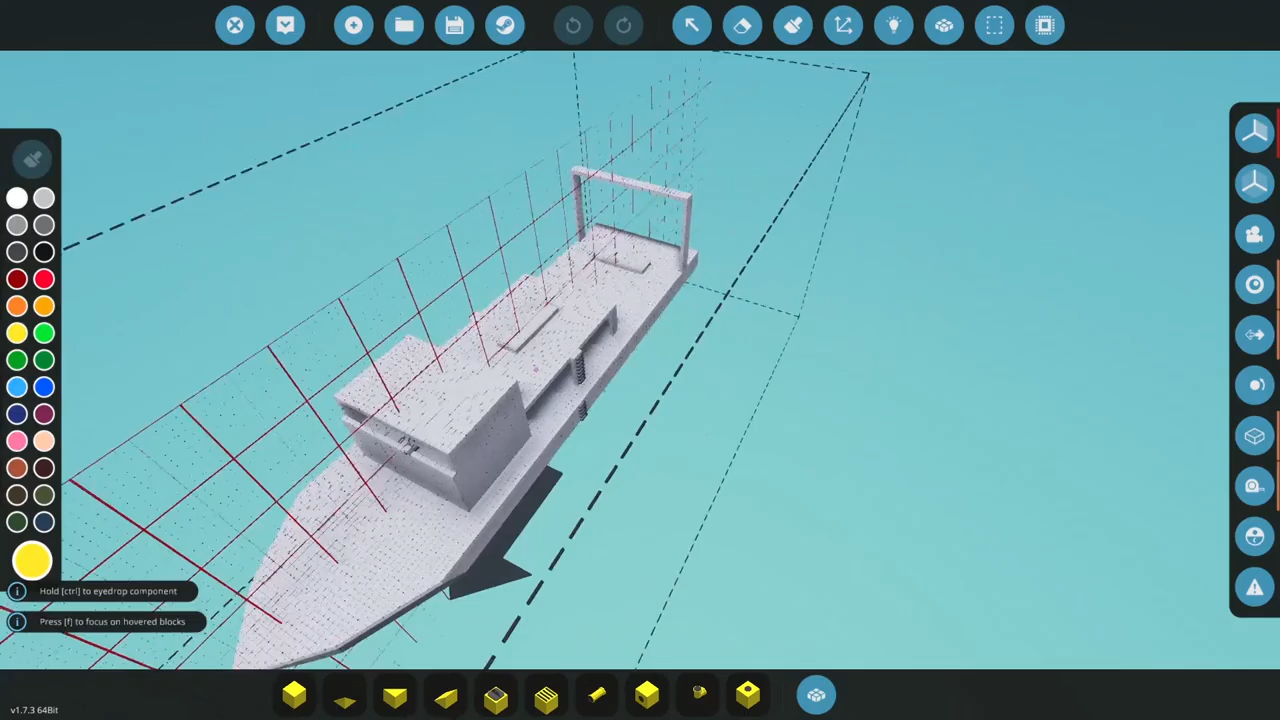 Hold [ctrl] to eyedrop component
Press [f] to focus on hovered blocks
v1.7.3 64Bit